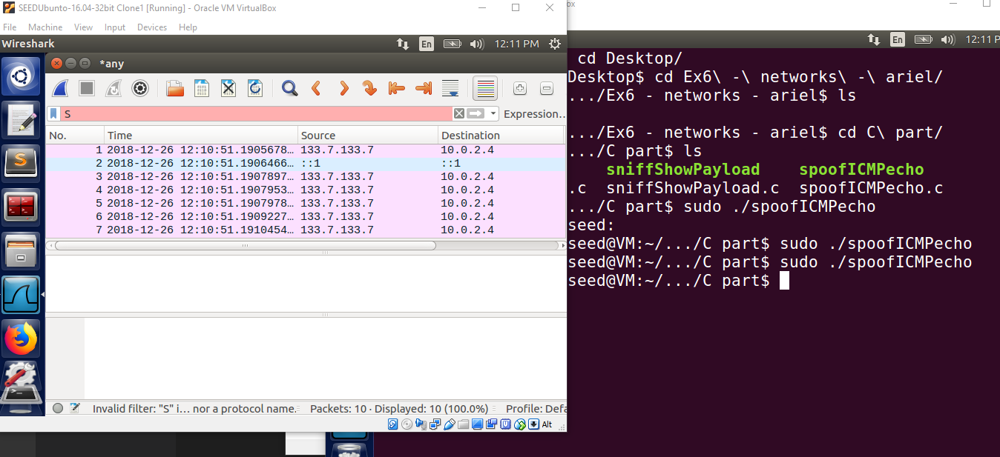 SEEDUbunto-16.04-32bit Clone1 [Running] - Oracle VM VirtualBox
File Machine View Input Devices Help
Wireshark En 12:11 PM
*any
S Expression..
No. Time Source Destination
1 2018-12-26 12:10:51.1905678… 133.7.133.7 10.0.2.4
2 2018-12-26 12:10:51.1906466… ::1 ::1
3 2018-12-26 12:10:51.1907897… 133.7.133.7 10.0.2.4
4 2018-12-26 12:10:51.1907953… 133.7.133.7 10.0.2.4
5 2018-12-26 12:10:51.1907978… 133.7.133.7 10.0.2.4
6 2018-12-26 12:10:51.1909227… 133.7.133.7 10.0.2.4
7 2018-12-26 12:10:51.1910454… 133.7.133.7 10.0.2.4
Invalid filter: "S" i… nor a protocol name. Packets: 10 · Displayed: 10 (100.0%) Profile: Defa
Alt
ox
En 12:11 P
cd Desktop/
Desktop$ cd Ex6\ -\ networks\ -\ ariel/
.../Ex6 - networks - ariel$ ls
.../Ex6 - networks - ariel$ cd C\ part/
.../C part$ ls
sniffShowPayload spoofICMPecho
.c sniffShowPayload.c spoofICMPecho.c
.../C part$ sudo ./spoofICMPecho
seed:
seed@VM:~/.../C part$ sudo ./spoofICMPecho
seed@VM:~/.../C part$ sudo ./spoofICMPecho
seed@VM:~/.../C part$